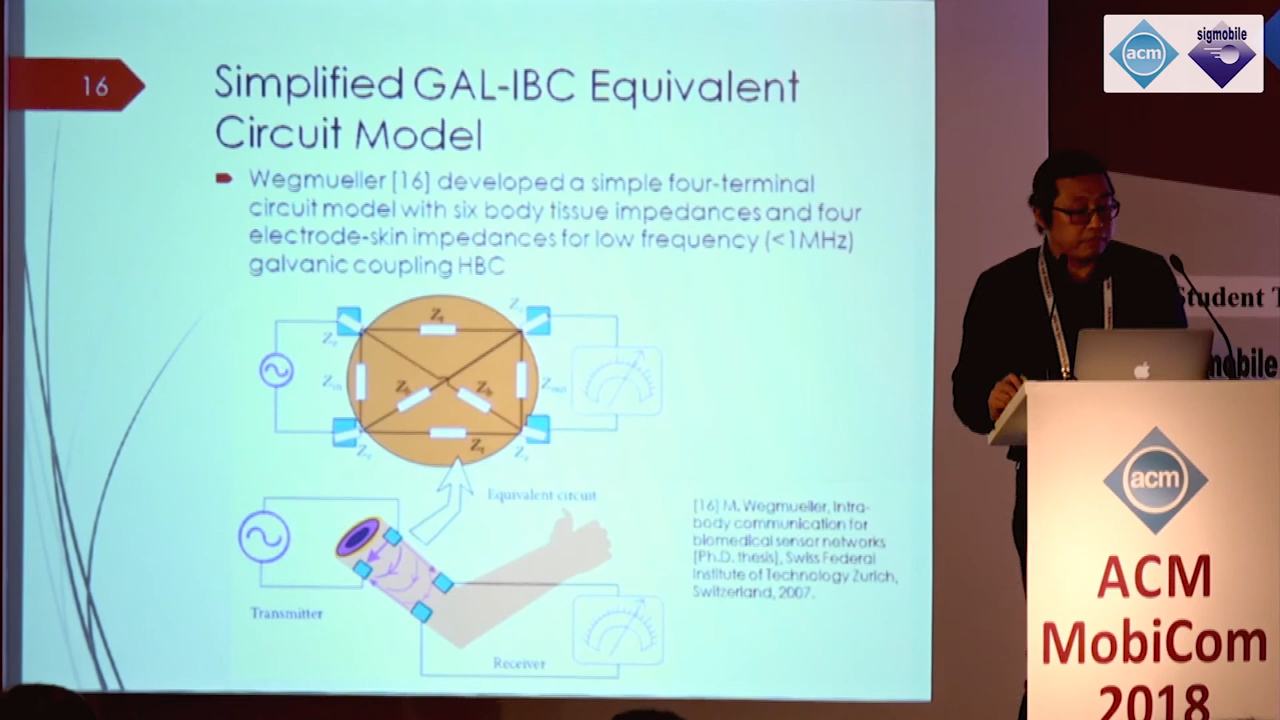 acm
sigmobile
16
Simplified GAL-IBC Equivalent
Circuit Model
Wegmueller [16] developed a simple four-terminal
circuit model with six body tissue impedances and four
electrode-skin impedances for low frequency (<1MHz)
galvanic coupling HBC
Equivalent circuit
Transmitter
Receiver
[16] M. Wegmueller, Intra-
body communication for
biomedical sensor networks
[Ph.D. thesis], Swiss Federal
Institute of Technology Zurich,
Switzerland, 2007.
Student
mobile
acm
ACM
MobiCom
2018